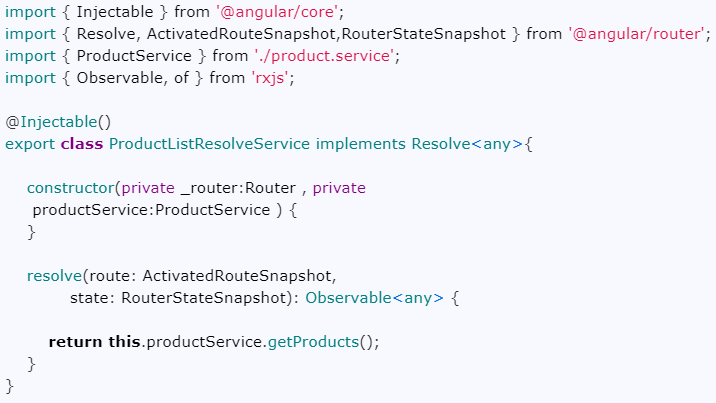 import { Injectable } from '@angular/core';
import { Resolve, ActivatedRouteSnapshot,RouterStateSnapshot } from '@angular/router';
import { ProductService } from './product.service';
import { Observable, of } from 'rxjs';
@Injectable()
export class ProductListResolveService implements Resolve<any>{
constructor(private _router:Router , private
productService:ProductService ) {
}
resolve(route: ActivatedRouteSnapshot,
state: RouterStateSnapshot): Observable<any> {
return this.productService.getProducts();
}
}